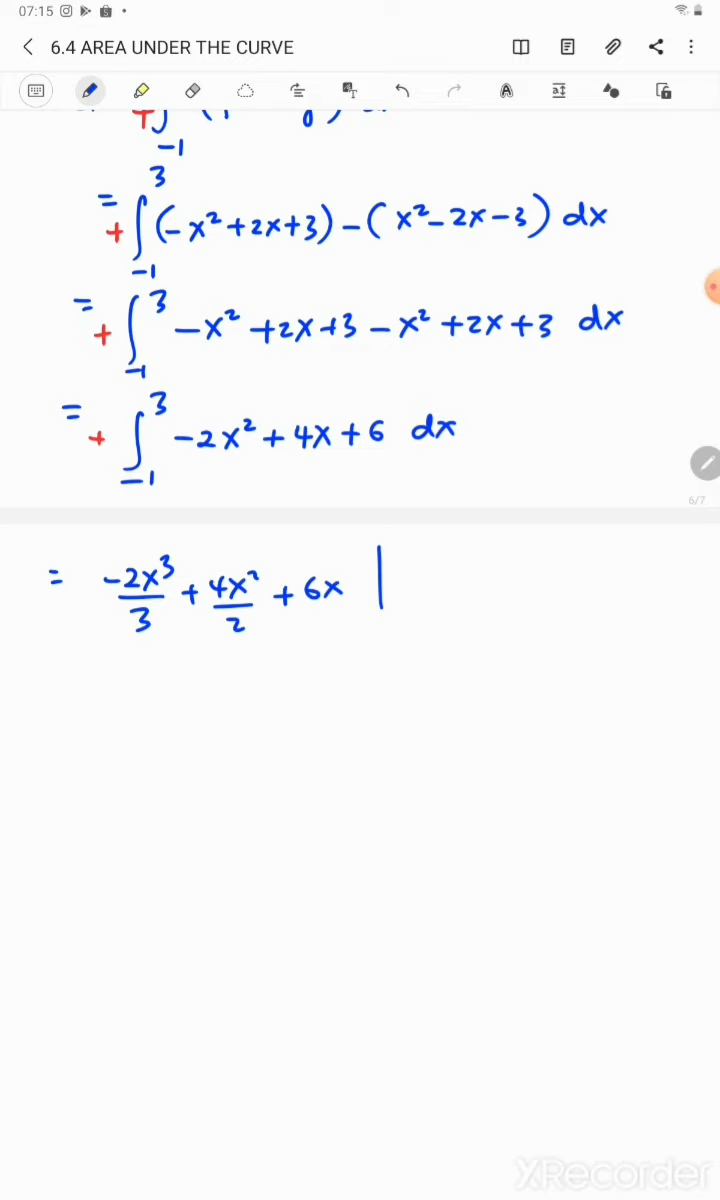 07:15
6.4 AREA UNDER THE CURVE
-1
= + ∫₋₁³ (-x²+2x+3)-(x²-2x-3) dx
= + ∫₋₁³ -x²+2x+3-x²+2x+3 dx
= + ∫₋₁³ -2x²+4x+6 dx
6/7
= -2x³/3 + 4x²/2 + 6x |
XRecorder